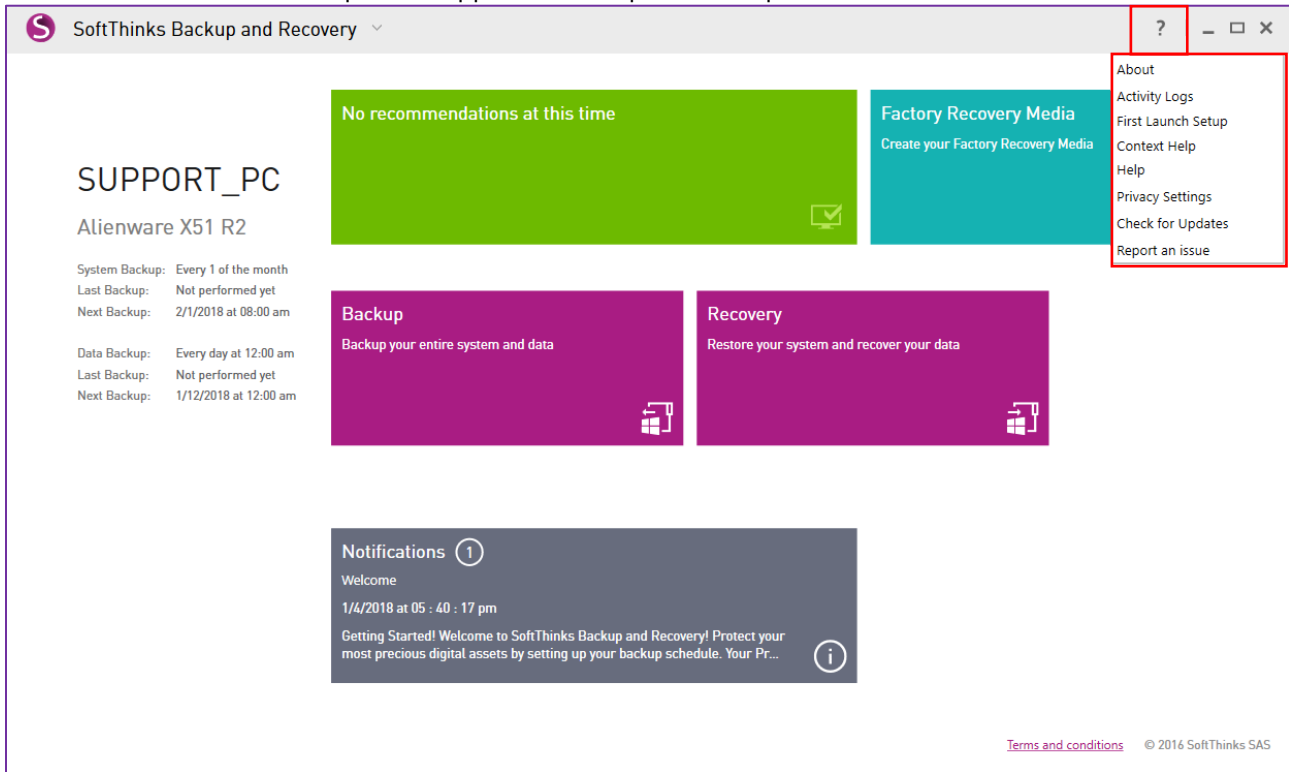 SoftThinks Backup and Recovery
?
About
Activity Logs
First Launch Setup
Context Help
Help
Privacy Settings
Check for Updates
Report an issue
No recommendations at this time
Factory Recovery Media
Create your Factory Recovery Media
SUPPORT_PC
Alienware X51 R2
System Backup: Every 1 of the month
Last Backup: Not performed yet
Next Backup: 2/1/2018 at 08:00 am
Data Backup: Every day at 12:00 am
Last Backup: Not performed yet
Next Backup: 1/12/2018 at 12:00 am
Backup
Backup your entire system and data
Recovery
Restore your system and recover your data
Notifications 1
Welcome
1/4/2018 at 05 : 40 : 17 pm
Getting Started! Welcome to SoftThinks Backup and Recovery! Protect your
most precious digital assets by setting up your backup schedule. Your Pr...
Terms and conditions © 2016 SoftThinks SAS